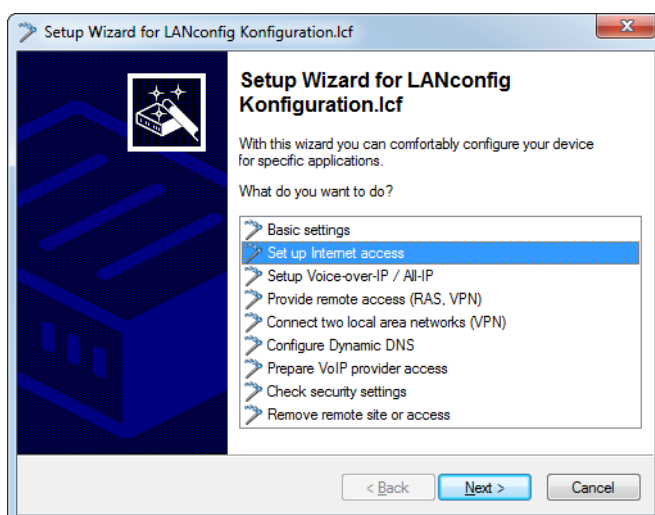 Setup Wizard for LANconfig Konfiguration.lcf
X
Setup Wizard for LANconfig
Konfiguration.lcf
With this wizard you can comfortably configure your device
for specific applications.
What do you want to do?
Basic settings
Set up Internet access
Setup Voice-over-IP / All-IP
Provide remote access (RAS, VPN)
Connect two local area networks (VPN)
Configure Dynamic DNS
Prepare VoIP provider access
Check security settings
Remove remote site or access
< Back
Next >
Cancel